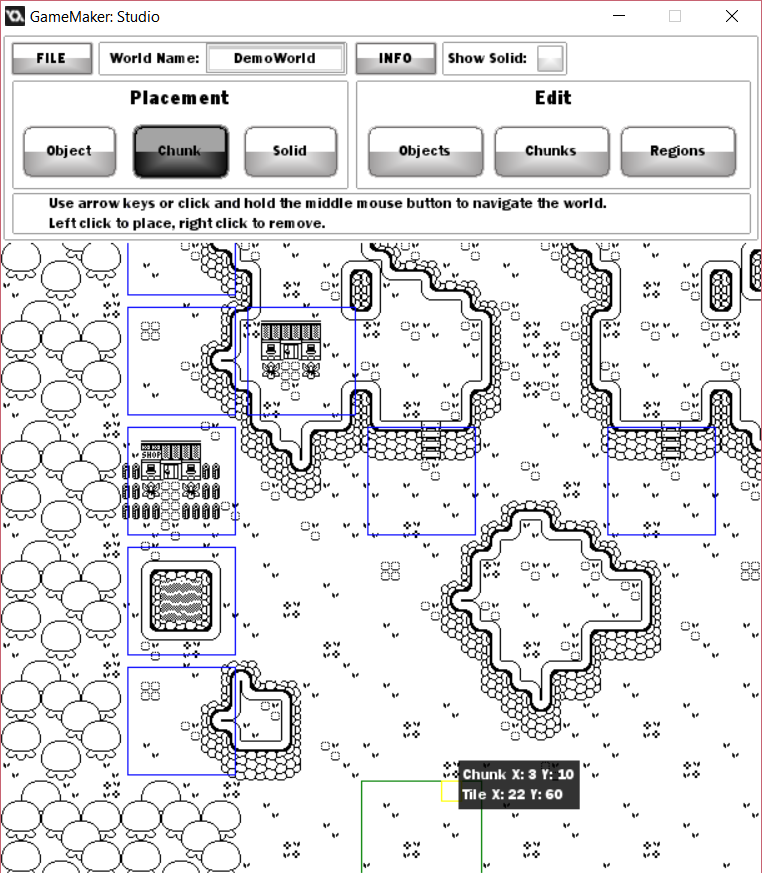 GameMaker: Studio
FILE World Name: DemoWorld INFO Show Solid:
Placement Edit
Object Chunk Solid Objects Chunks Regions
Use arrow keys or click and hold the middle mouse button to navigate the world.
Left click to place, right click to remove.
SHOP
Chunk X: 3 Y: 10
Tile X: 22 Y: 60